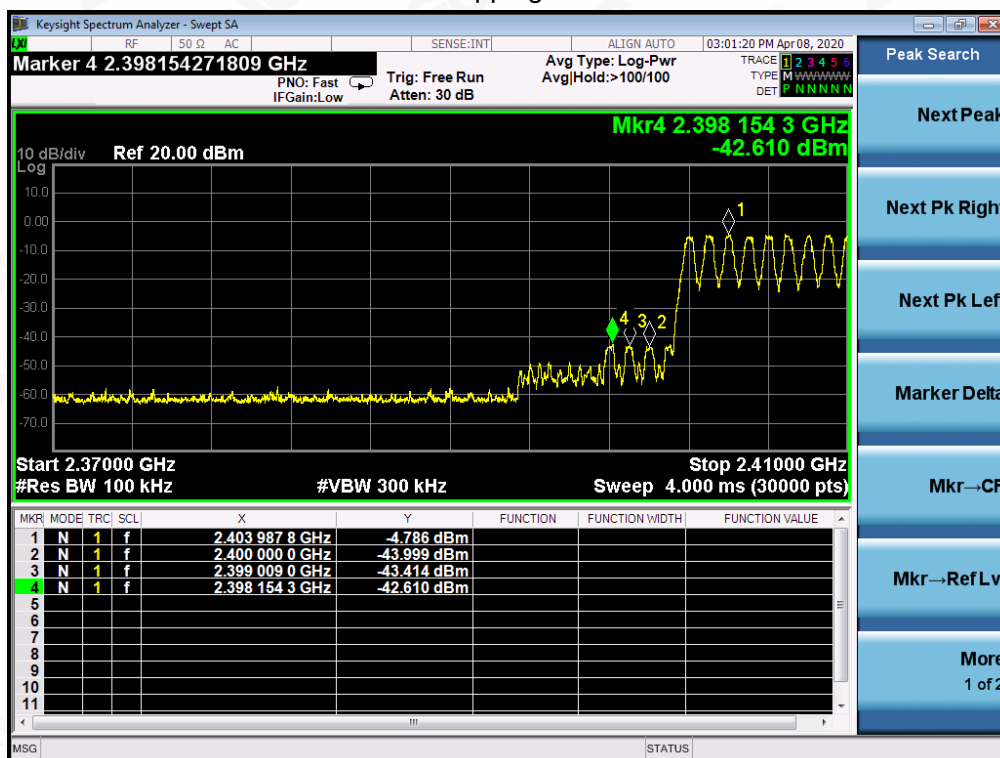 Keysight Spectrum Analyzer - Swept SA
LXI RF 50 Ω AC SENSE:INT ALIGN AUTO 03:01:20 PM Apr 08, 2020
Marker 4 2.398154271809 GHz
PNO: Fast
IFGain:Low
Trig: Free Run
Atten: 30 dB
Avg Type: Log-Pwr
Avg|Hold:>100/100
TRACE 1 2 3 4 5 6
TYPE M WWWWW
DET P N N N N N
Mkr4 2.398 154 3 GHz
-42.610 dBm
10 dB/div Ref 20.00 dBm
Log
10.0
0.00
-10.0
-20.0
-30.0
-40.0
-50.0
-60.0
-70.0
1
4 3 2
Start 2.37000 GHz Stop 2.41000 GHz
#Res BW 100 kHz #VBW 300 kHz Sweep 4.000 ms (30000 pts)
MKR MODE TRC SCL X Y FUNCTION FUNCTION WIDTH FUNCTION VALUE
1 N 1 f 2.403 987 8 GHz -4.786 dBm
2 N 1 f 2.400 000 0 GHz -43.999 dBm
3 N 1 f 2.399 009 0 GHz -43.414 dBm
4 N 1 f 2.398 154 3 GHz -42.610 dBm
5
6
7
8
9
10
11
MSG STATUS
Peak Search
Next Peak
Next Pk Right
Next Pk Left
Marker Delta
Mkr→CF
Mkr→Ref Lv
More
1 of 2